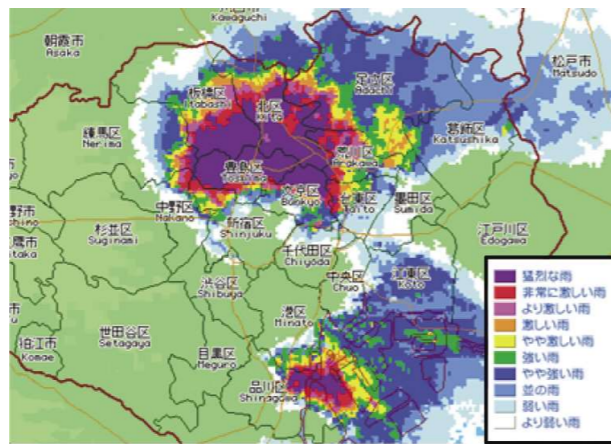 朝霞市
Asaka
Kawaguchi
松戸市
Matsudo
足立区
Adachi
板橋区
Itabashi
北区
Kita
葛飾区
Katsushika
練馬区
Nerima
荒川区
Arakawa
豊島区
Toshima
文京区
Bunkyo
台東区
Taito
墨田区
Sumida
中野区
Nakano
新宿区
Shinjuku
杉並区
Suginami
江戸川区
Edogawa
千代田区
Chiyoda
中央区
Chuo
江東区
Koto
渋谷区
Shibuya
港区
Minato
世田谷区
Setagaya
目黒区
Meguro
品川区
Shinagawa
狛江市
Komae
猛烈な雨
非常に激しい雨
より激しい雨
激しい雨
やや激しい雨
強い雨
やや強い雨
並の雨
弱い雨
より弱い雨